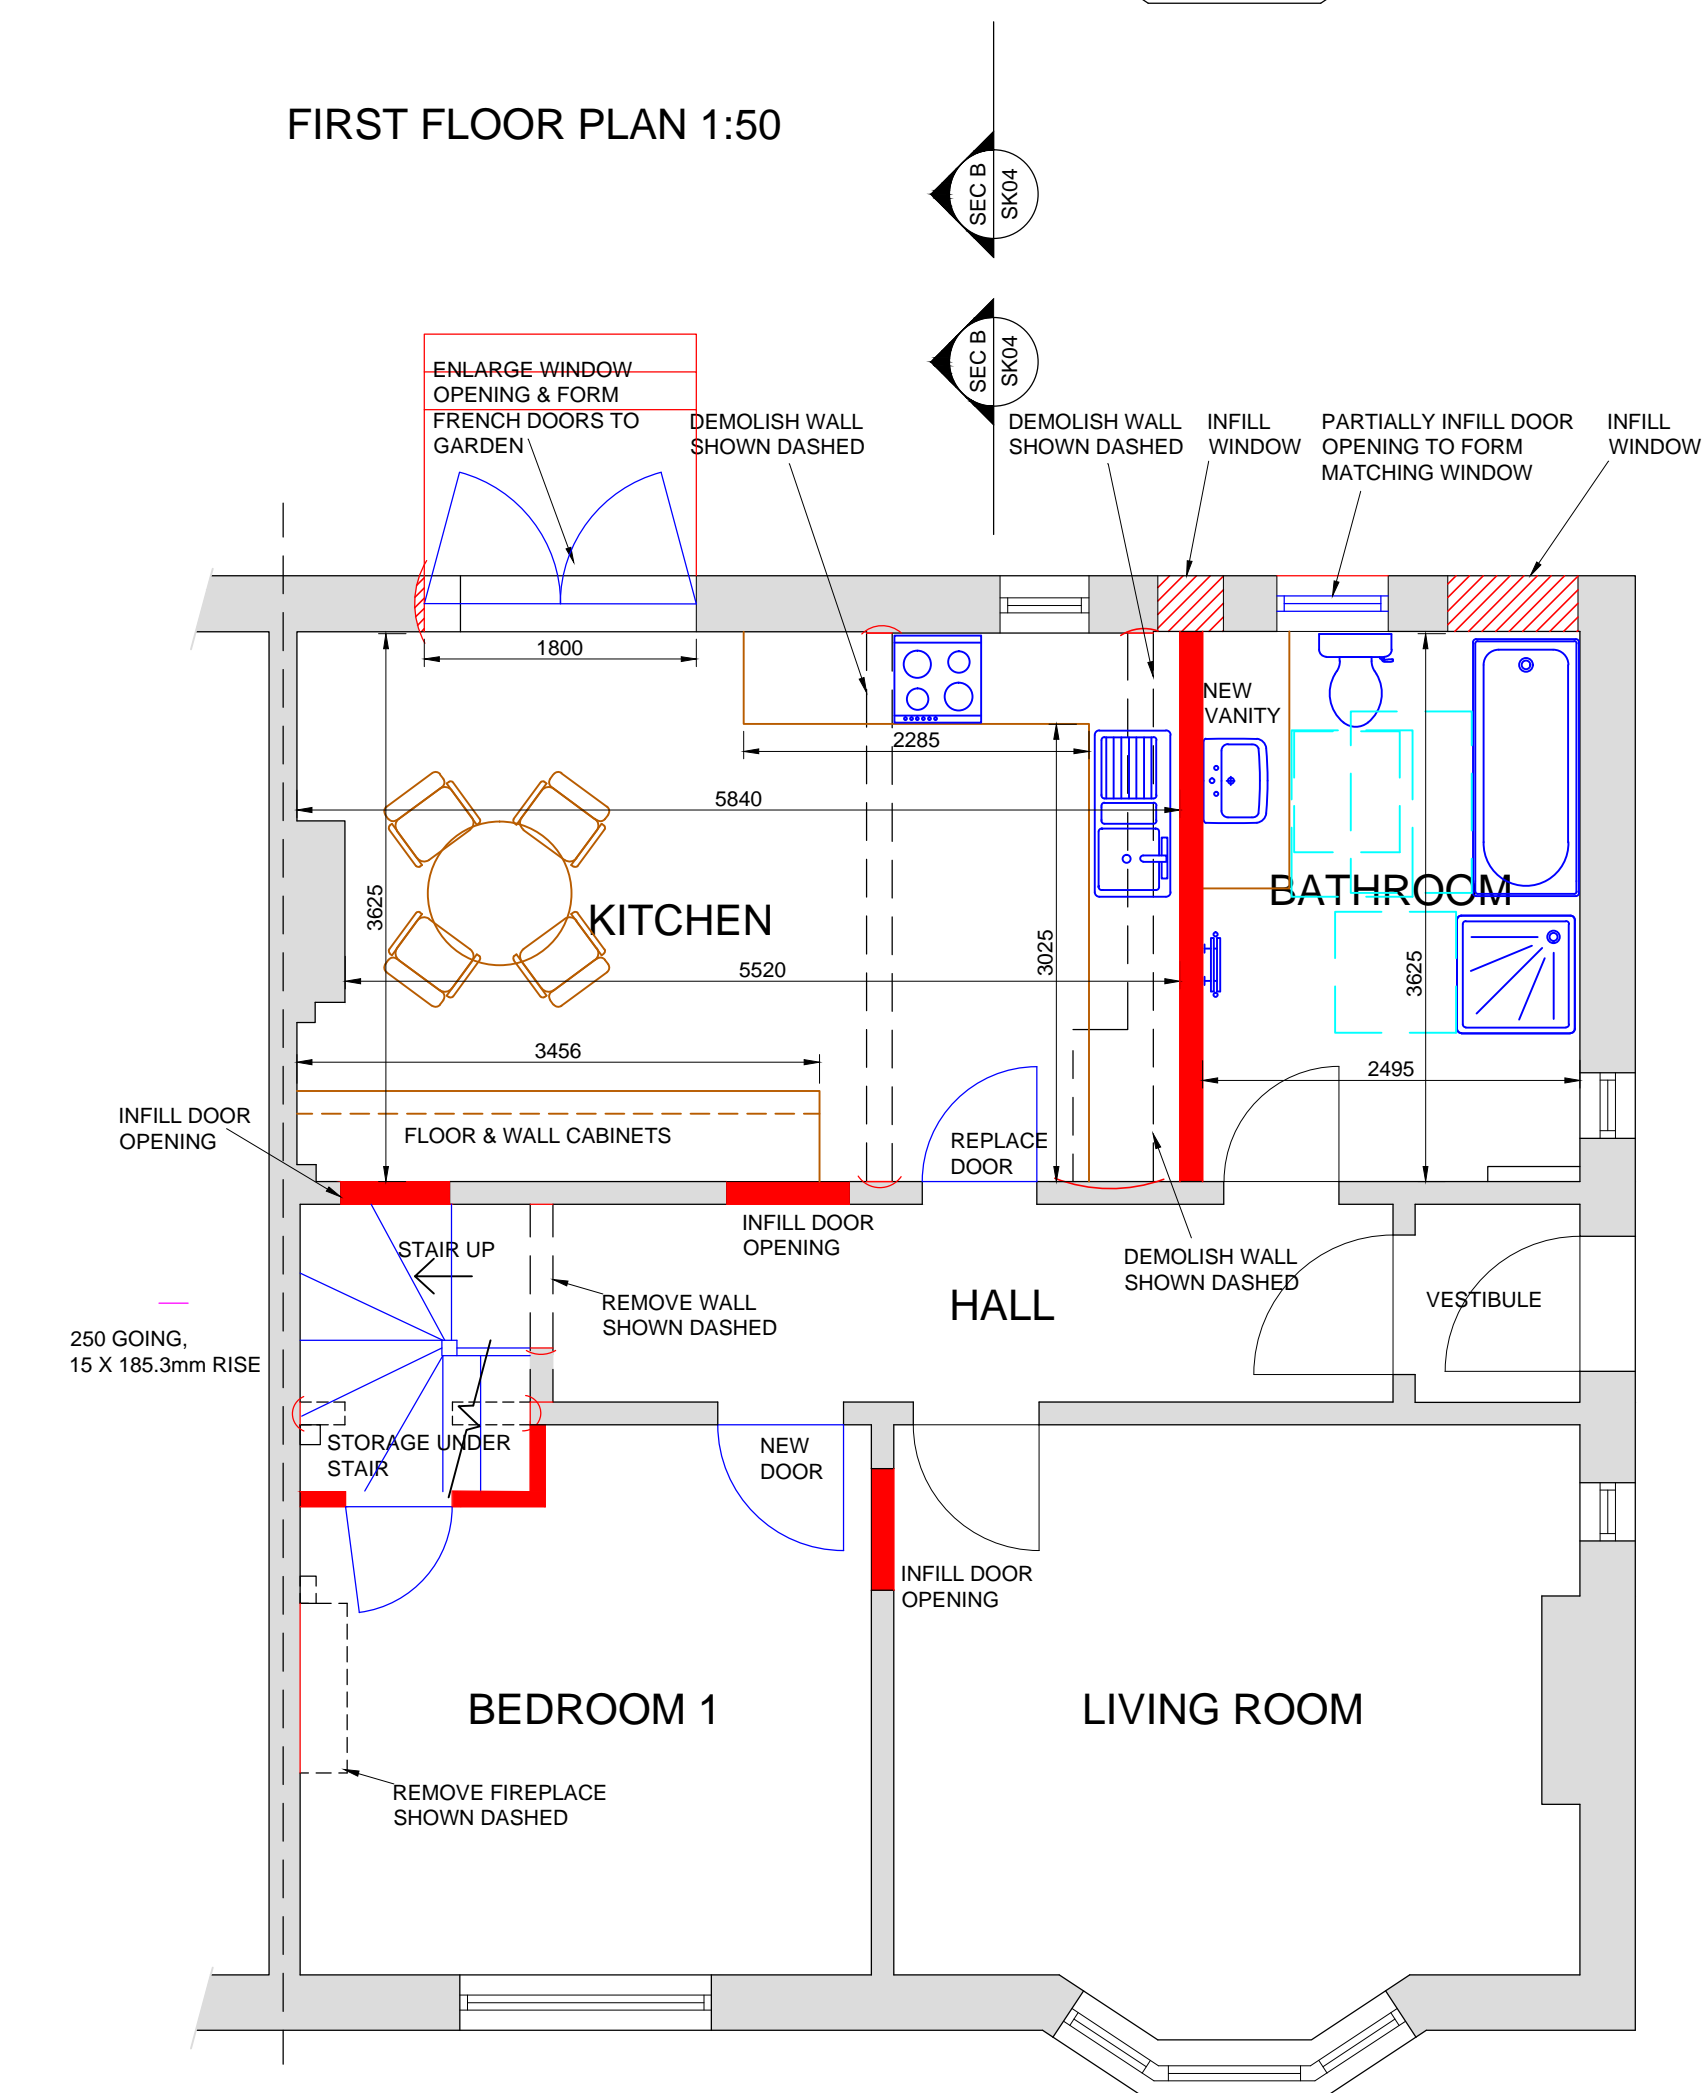 FIRST FLOOR PLAN 1:50
SEC B
SK04
SEC B
SK04
ENLARGE WINDOW
OPENING & FORM
FRENCH DOORS TO
GARDEN
DEMOLISH WALL
SHOWN DASHED
DEMOLISH WALL
SHOWN DASHED
INFILL
WINDOW
PARTIALLY INFILL DOOR
OPENING TO FORM
MATCHING WINDOW
INFILL
WINDOW
1800
2285
NEW
VANITY
5840
3625
KITCHEN
BATHROOM
3025
3625
5520
3456
2495
INFILL DOOR
OPENING
FLOOR & WALL CABINETS
REPLACE
DOOR
INFILL DOOR
OPENING
STAIR UP
DEMOLISH WALL
SHOWN DASHED
REMOVE WALL
SHOWN DASHED
HALL
VESTIBULE
250 GOING,
15 X 185.3mm RISE
STORAGE UNDER
STAIR
NEW
DOOR
INFILL DOOR
OPENING
BEDROOM 1
LIVING ROOM
REMOVE FIREPLACE
SHOWN DASHED